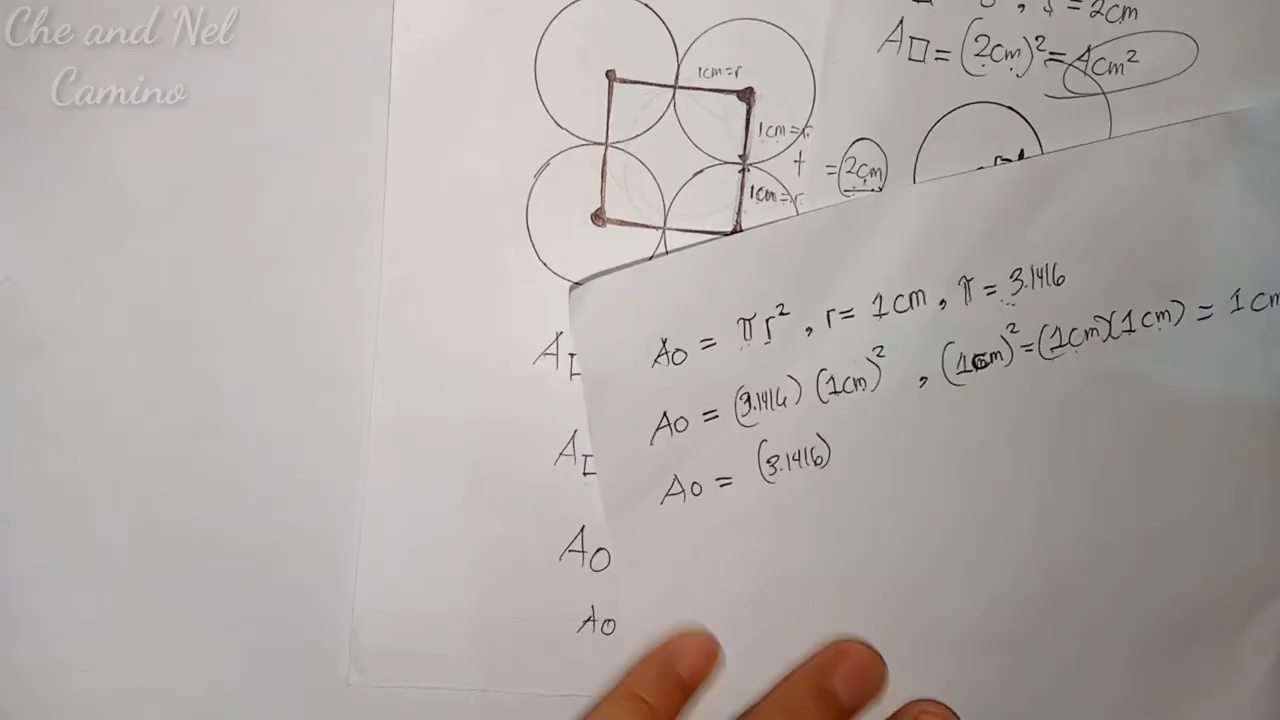 Che and Nel
Camino
, s = 2cm
A□ = (2cm)² = 4cm²
1cm=r
1cm=r
+
= 2cm
1cm=r
A□
A□
AO
AO
AO = πr² , r = 1cm , π = 3.1416
AO = (3.1416) (1cm)² , (1cm)² = (1cm)(1cm) = 1cm
AO = (3.1416)